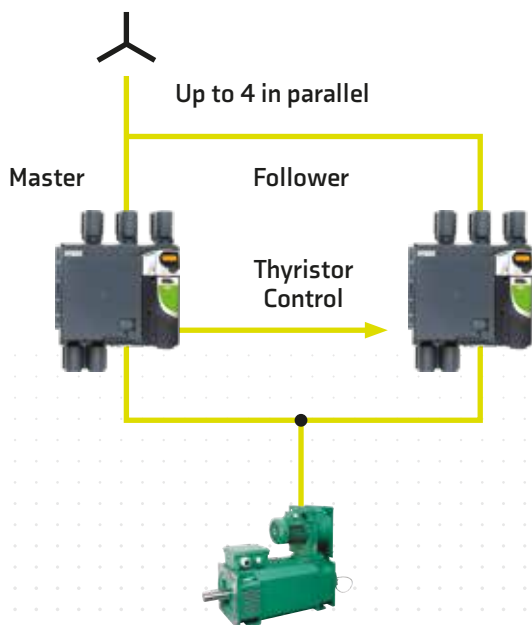 Up to 4 in parallel
Master
Follower
Thyristor
Control